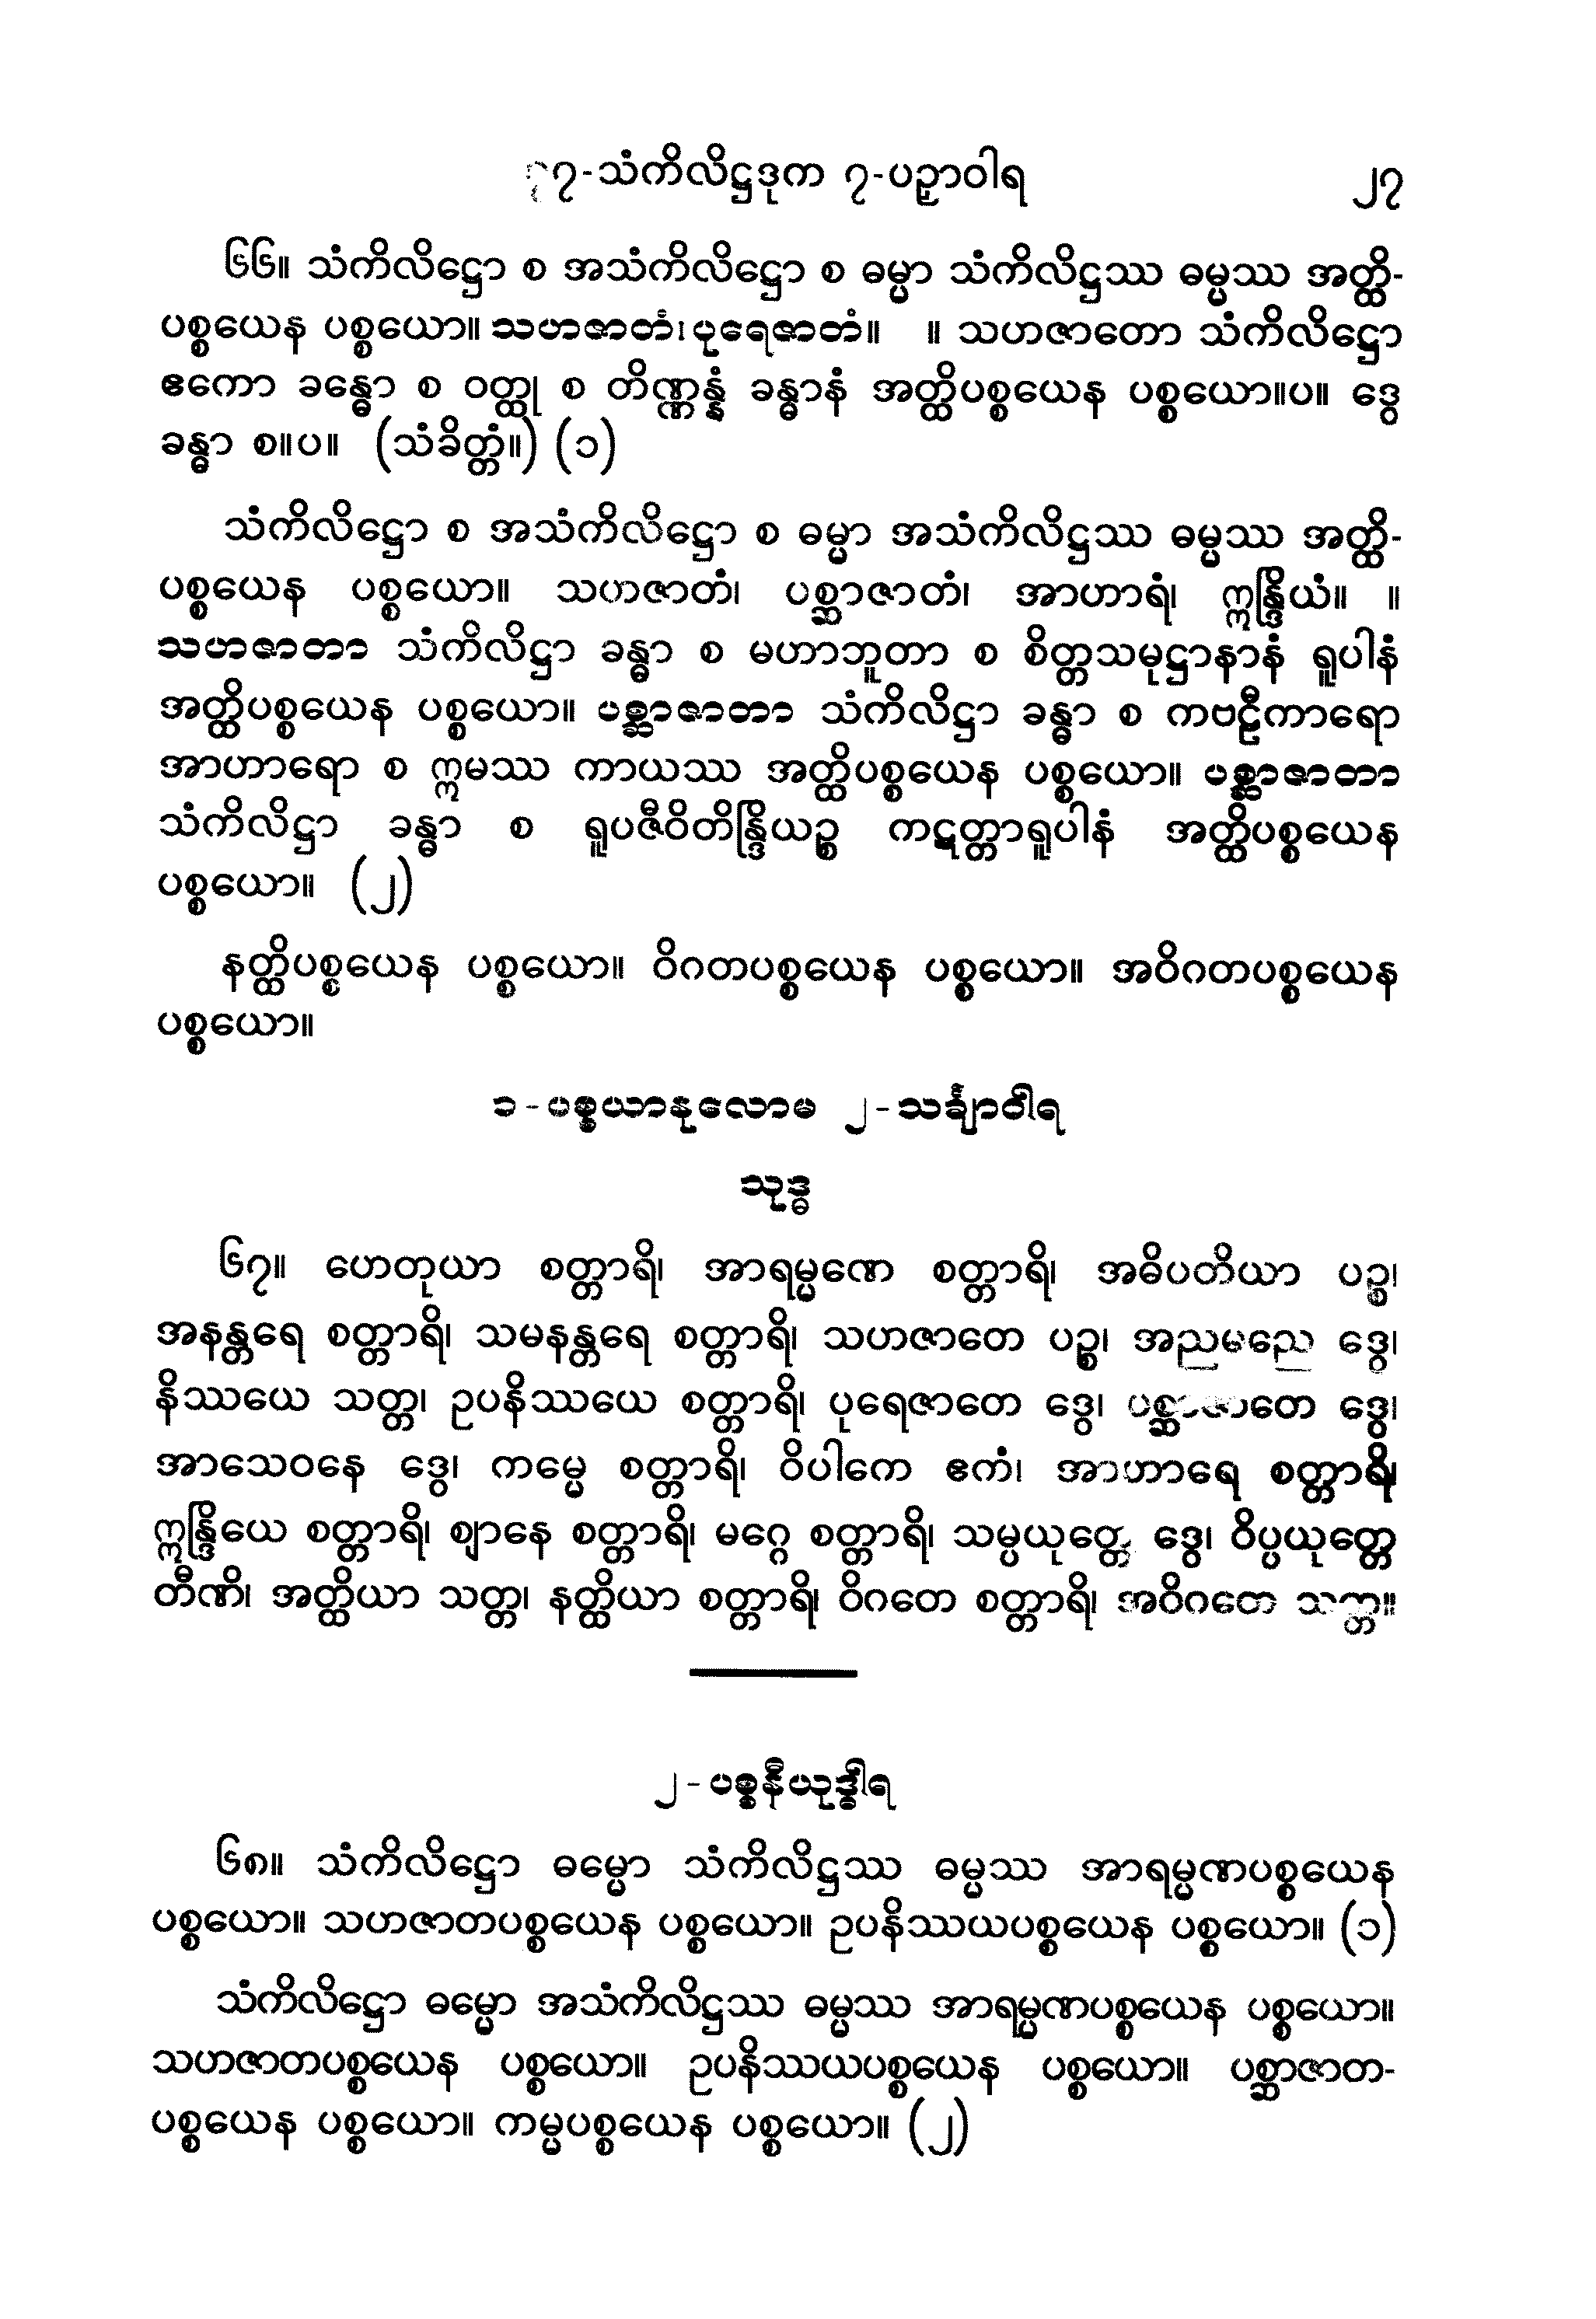 ၇-သံကိလိဋ္ဌဒုက ၇-ပဉှာဝါရ ၂၇
၆၆။ သံကိလိဋ္ဌော စ အသံကိလိဋ္ဌော စ ဓမ္မာ သံကိလိဋ္ဌဿ ဓမ္မဿ အတ္ထိ-
ပစ္စယေန ပစ္စယော။ သဟဇာတံ၊ ပုရေဇာတံ။ ။ သဟဇာတော သံကိလိဋ္ဌော
ဧကော ခန္ဓော စ ဝတ္ထု စ တိဏ္ဏန္နံ ခန္ဓာနံ အတ္ထိပစ္စယေန ပစ္စယော။ပ။ ဒွေ
ခန္ဓာ စ။ပ။ (သံခိတ္တံ။) (၁)
သံကိလိဋ္ဌော စ အသံကိလိဋ္ဌော စ ဓမ္မာ အသံကိလိဋ္ဌဿ ဓမ္မဿ အတ္ထိ-
ပစ္စယေန ပစ္စယော။ သဟဇာတံ၊ ပစ္ဆာဇာတံ၊ အာဟာရံ၊ ဣန္ဒြိယံ။ ။
သဟဇာတာ သံကိလိဋ္ဌာ ခန္ဓာ စ မဟာဘူတာ စ စိတ္တသမုဋ္ဌာနာနံ ရူပါနံ
အတ္ထိပစ္စယေန ပစ္စယော။ ပစ္ဆာဇာတာ သံကိလိဋ္ဌာ ခန္ဓာ စ ကဗဠီကာရော
အာဟာရော စ ဣမဿ ကာယဿ အတ္ထိပစ္စယေန ပစ္စယော။ ပစ္ဆာဇာတာ
သံကိလိဋ္ဌာ ခန္ဓာ စ ရူပဇီဝိတိန္ဒြိယဉ္စ ကဋတ္တာရူပါနံ အတ္ထိပစ္စယေန
ပစ္စယော။ (၂)
နတ္ထိပစ္စယေန ပစ္စယော။ ဝိဂတပစ္စယေန ပစ္စယော။ အဝိဂတပစ္စယေန
ပစ္စယော။
၁-ပစ္စယာနုလောမ ၂-သင်္ချာဝါရ
သုဒ္ဓ
၆၇။ ဟေတုယာ စတ္တာရိ၊ အာရမ္မဏေ စတ္တာရိ၊ အဓိပတိယာ ပဉ္စ၊
အနန္တရေ စတ္တာရိ၊ သမနန္တရေ စတ္တာရိ၊ သဟဇာတေ ပဉ္စ၊ အညမညေ ဒွေ၊
နိဿယေ သတ္တ၊ ဥပနိဿယေ စတ္တာရိ၊ ပုရေဇာတေ ဒွေ၊ ပစ္ဆာဇာတေ ဒွေ၊
အာသေဝနေ ဒွေ၊ ကမ္မေ စတ္တာရိ၊ ဝိပါကေ ဧကံ၊ အာဟာရေ စတ္တာရိ၊
ဣန္ဒြိယေ စတ္တာရိ၊ ဈာနေ စတ္တာရိ၊ မဂ္ဂေ စတ္တာရိ၊ သမ္ပယုတ္တေ ဒွေ၊ ဝိပ္ပယုတ္တေ
တီဏိ၊ အတ္ထိယာ သတ္တ၊ နတ္ထိယာ စတ္တာရိ၊ ဝိဂတေ စတ္တာရိ၊ အဝိဂတေ သတ္တ။
၂-ပစ္စနီယုဒ္ဓါရ
၆၈။ သံကိလိဋ္ဌော ဓမ္မော သံကိလိဋ္ဌဿ ဓမ္မဿ အာရမ္မဏပစ္စယေန
ပစ္စယော။ သဟဇာတပစ္စယေန ပစ္စယော။ ဥပနိဿယပစ္စယေန ပစ္စယော။ (၁)
သံကိလိဋ္ဌော ဓမ္မော အသံကိလိဋ္ဌဿ ဓမ္မဿ အာရမ္မဏပစ္စယေန ပစ္စယော။
သဟဇာတပစ္စယေန ပစ္စယော။ ဥပနိဿယပစ္စယေန ပစ္စယော။ ပစ္ဆာဇာတ-
ပစ္စယေန ပစ္စယော။ ကမ္မပစ္စယေန ပစ္စယော။ (၂)